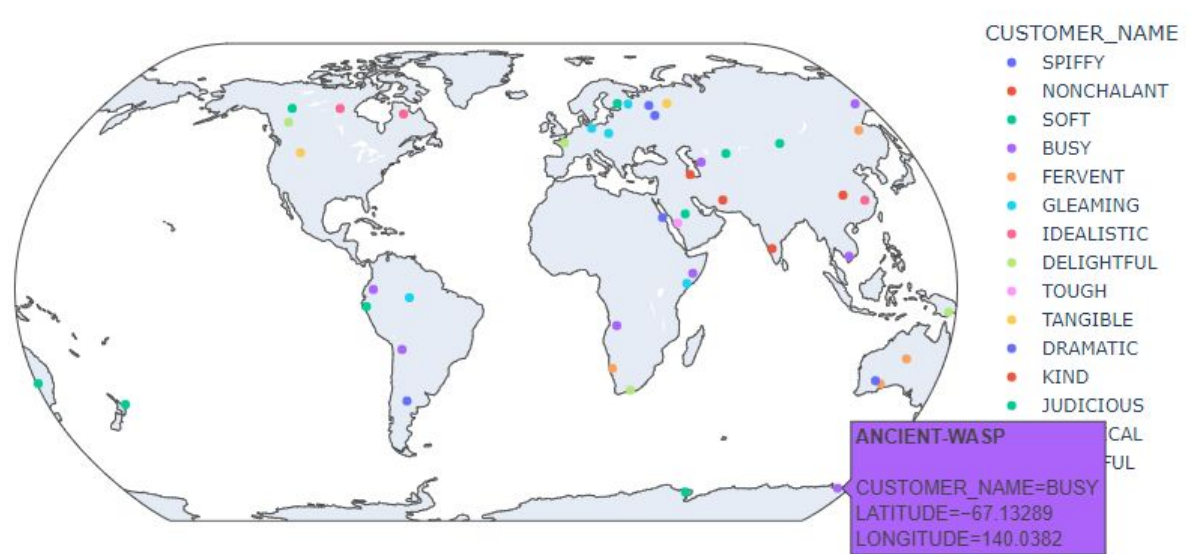 CUSTOMER_NAME
SPIFFY
NONCHALANT
SOFT
BUSY
FERVENT
GLEAMING
IDEALISTIC
DELIGHTFUL
TOUGH
TANGIBLE
DRAMATIC
KIND
JUDICIOUS
ANCIENT-WASP
CUSTOMER_NAME=BUSY
LATITUDE=−67.13289
LONGITUDE=140.0382